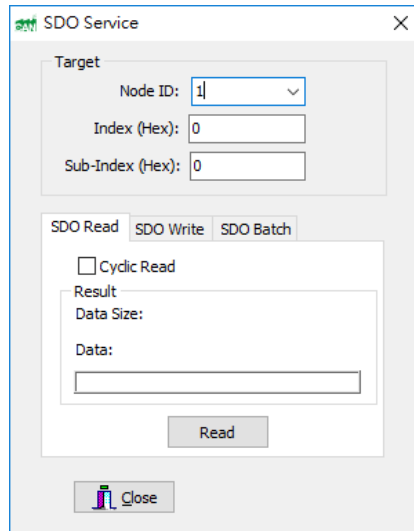 CAN SDO Service
Target
Node ID: 1
Index (Hex): 0
Sub-Index (Hex): 0
SDO Read SDO Write SDO Batch
Cyclic Read
Result
Data Size:
Data:
Read
Close